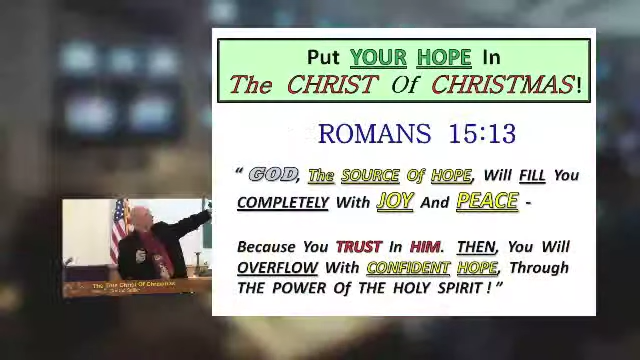 Put YOUR HOPE In
The CHRIST Of CHRISTMAS!
ROMANS 15:13
“ GOD, The SOURCE Of HOPE, Will FILL You
COMPLETELY With JOY And PEACE -
Because You TRUST In HIM. THEN, You Will
OVERFLOW With CONFIDENT HOPE, Through
THE POWER Of THE HOLY SPIRIT ! ”
The True Christ Of Christmas